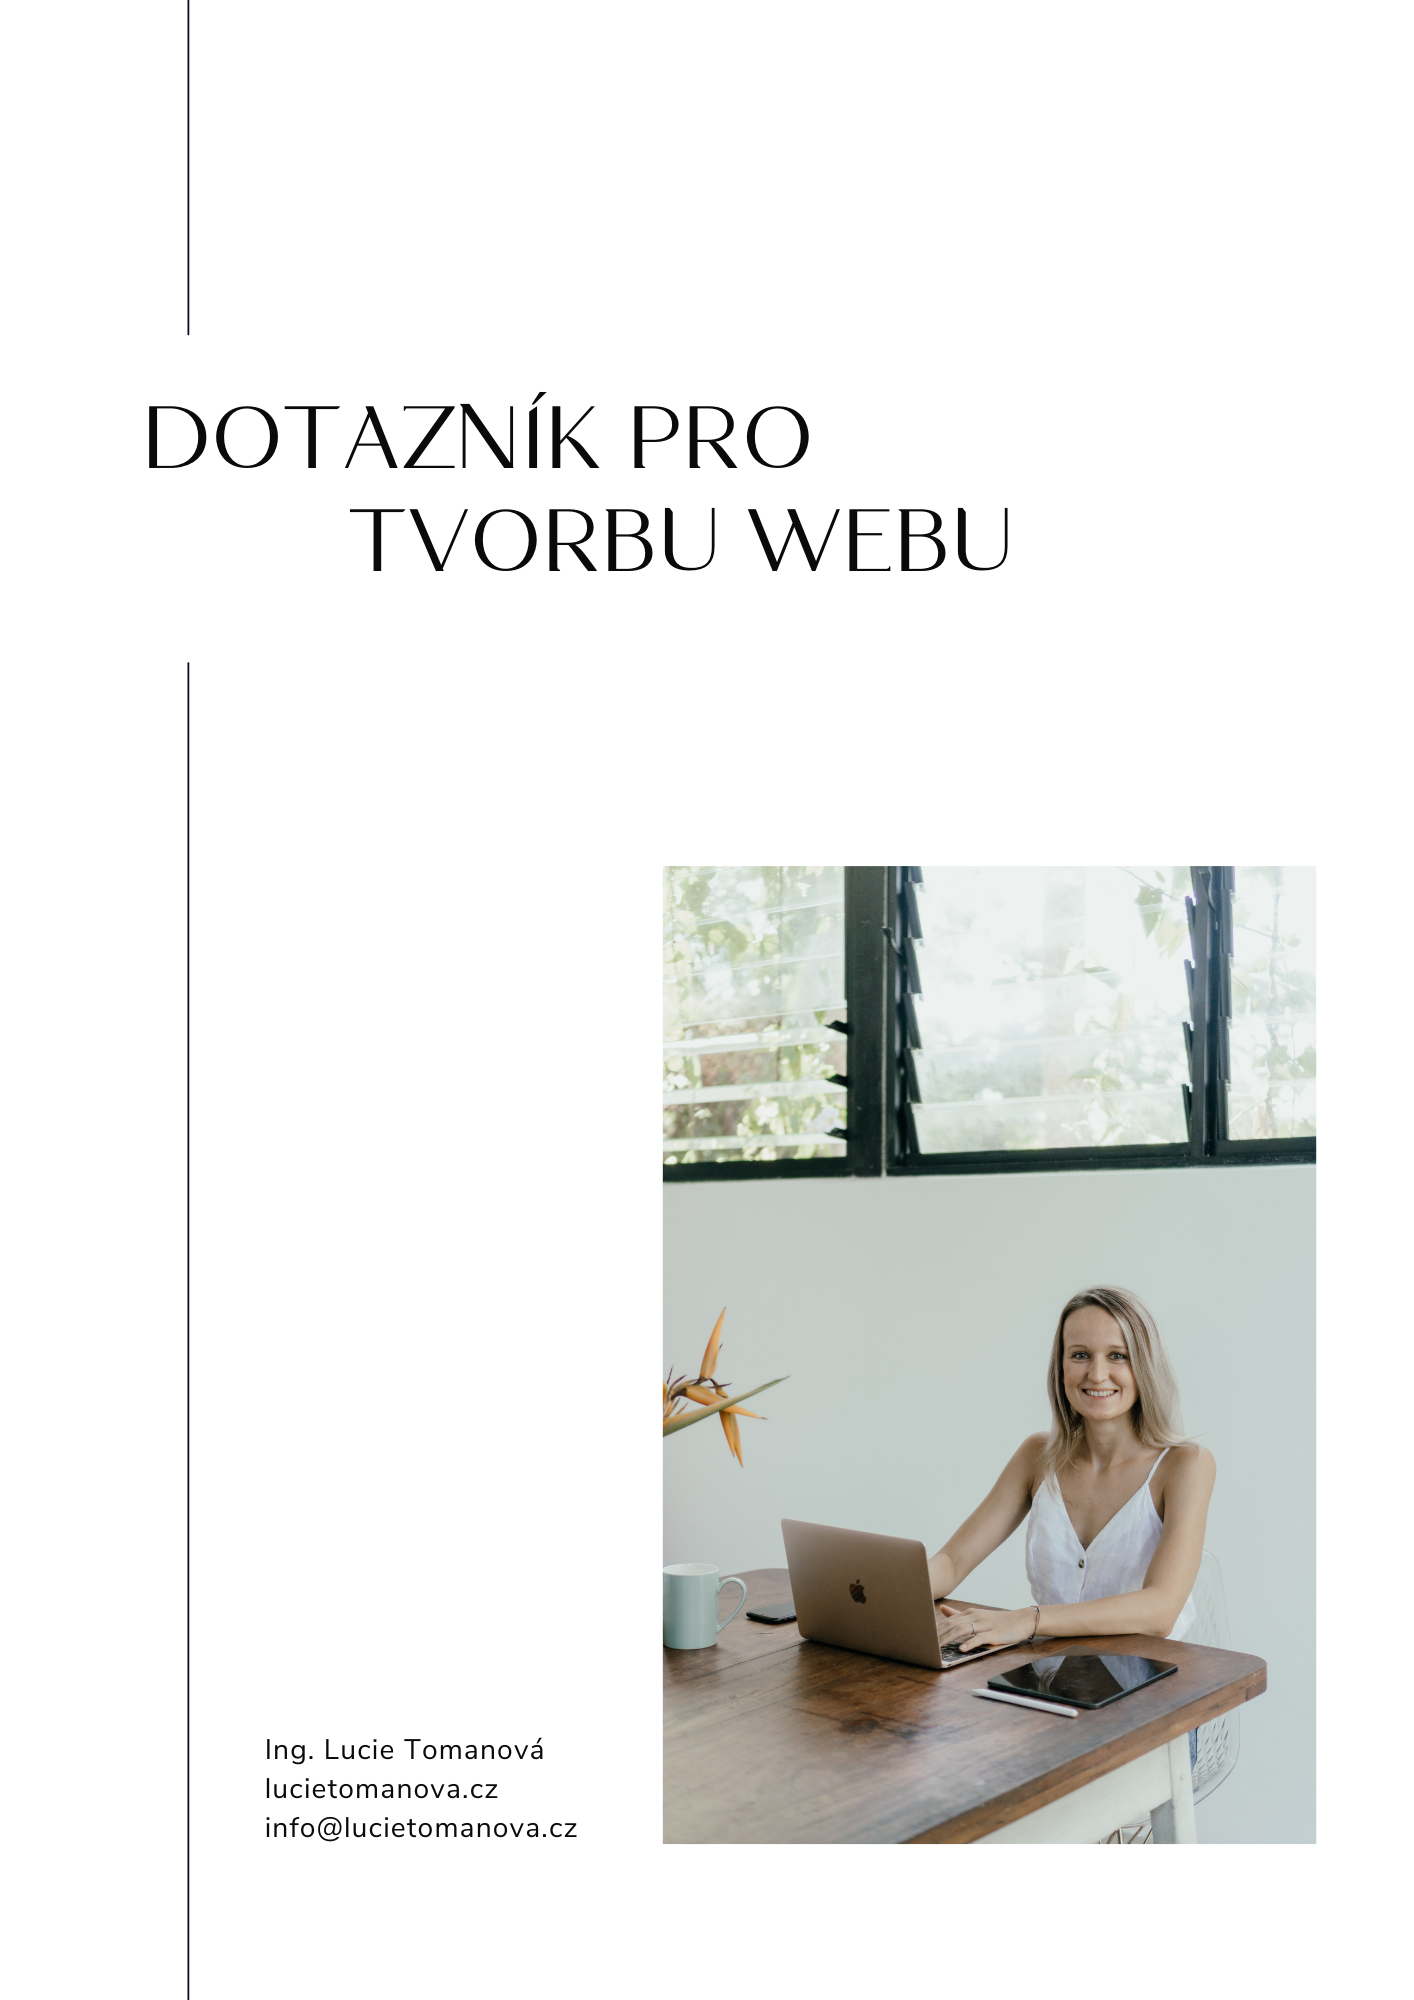 DOTAZNÍK PRO
TVORBU WEBU
Ing. Lucie Tomanová
lucietomanova.cz
info@lucietomanova.cz